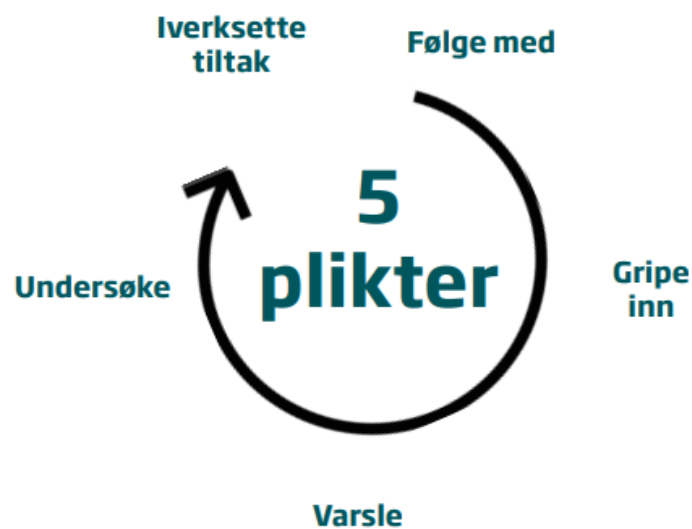 Iverksette
tiltak
Følge med
5
plikter
Gripe
inn
Undersøke
Varsle